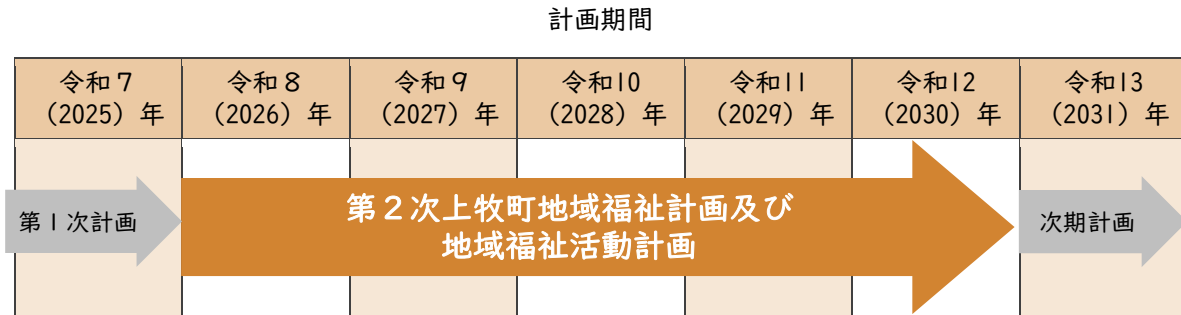 計画期間
令和7
（2025）年
令和8
（2026）年
令和9
（2027）年
令和10
（2028）年
令和11
（2029）年
令和12
（2030）年
令和13
（2031）年
第1次計画
第２次上牧町地域福祉計画及び
地域福祉活動計画
次期計画